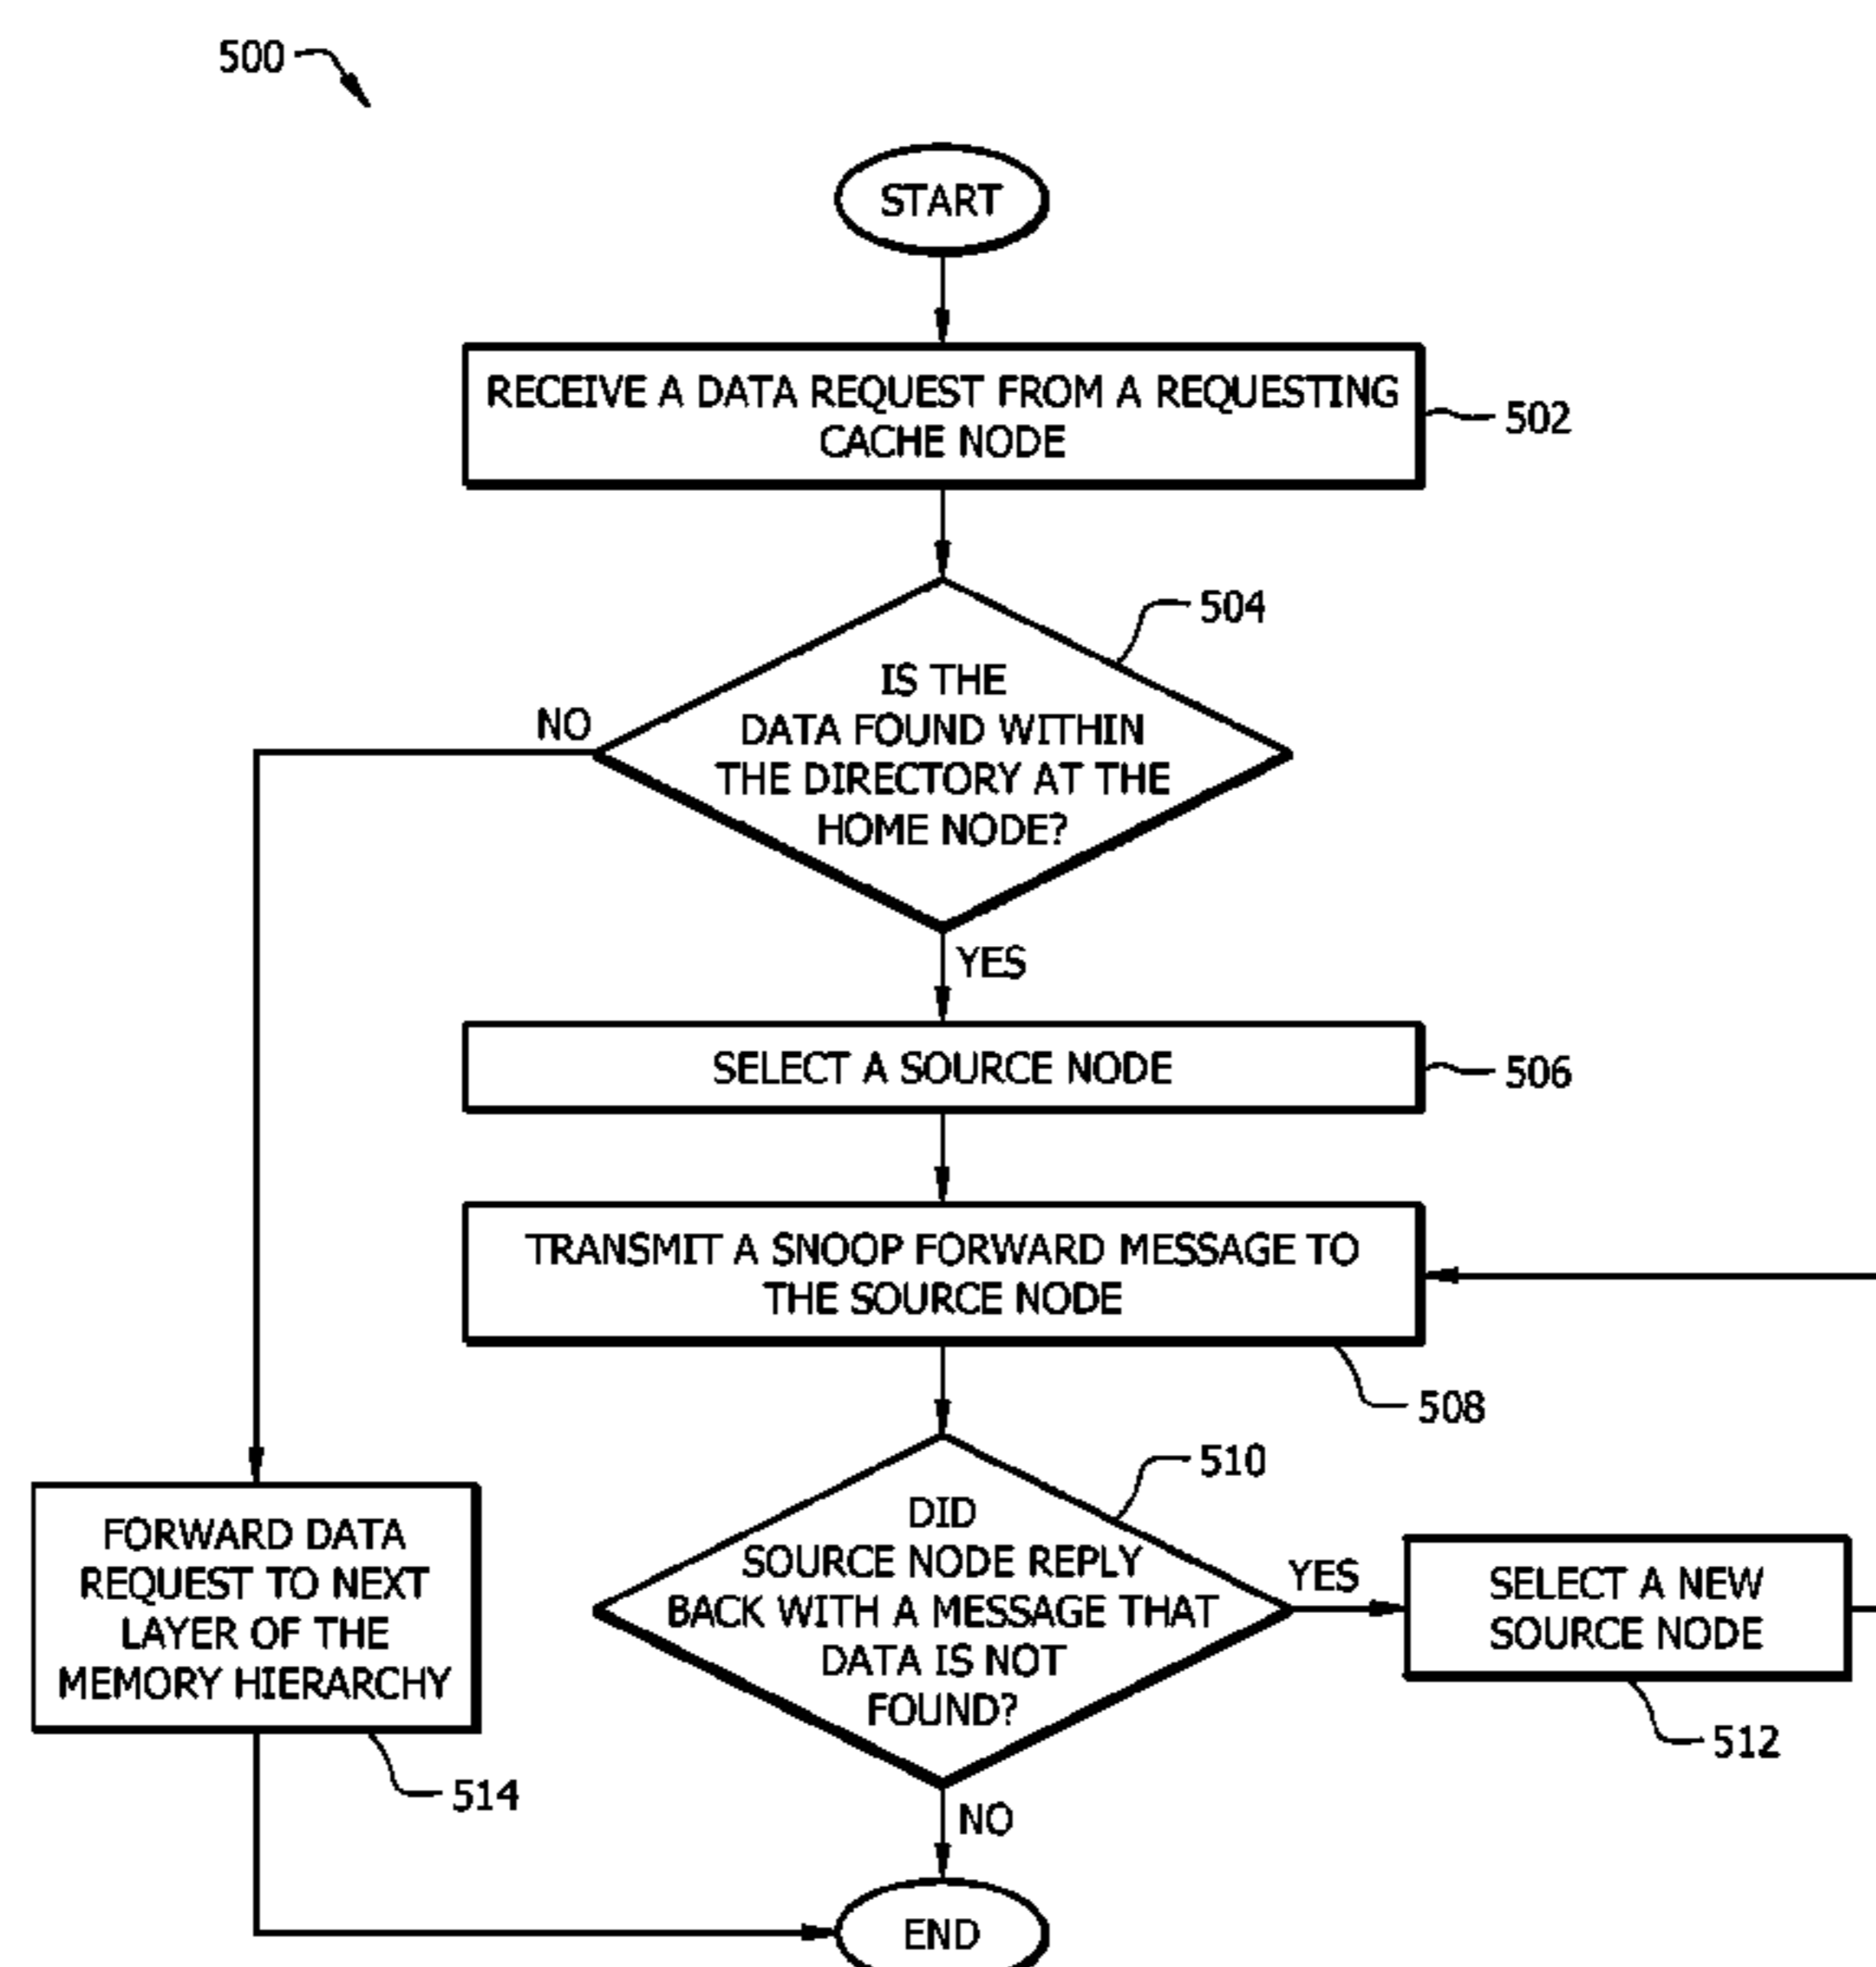 500
START
RECEIVE A DATA REQUEST FROM A REQUESTING
CACHE NODE
502
504
IS THE
DATA FOUND WITHIN
THE DIRECTORY AT THE
HOME NODE?
NO
YES
SELECT A SOURCE NODE
506
TRANSMIT A SNOOP FORWARD MESSAGE TO
THE SOURCE NODE
508
510
DID
SOURCE NODE REPLY
BACK WITH A MESSAGE THAT
DATA IS NOT
FOUND?
YES
SELECT A NEW
SOURCE NODE
512
FORWARD DATA
REQUEST TO NEXT
LAYER OF THE
MEMORY HIERARCHY
514
NO
END